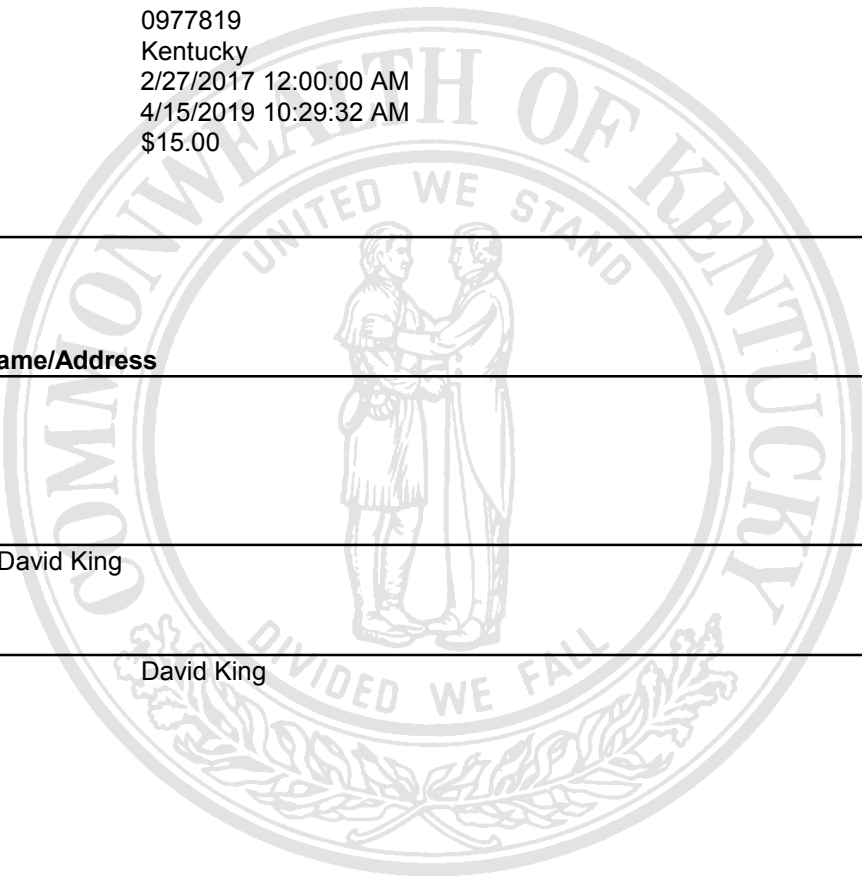 0977819
Kentucky
2/27/2017 12:00:00 AM
4/15/2019 10:29:32 AM
$15.00
COMMONWEALTH OF KENTUCKY
UNITED WE STAND
ame/Address
David King
DIVIDED WE FALL
David King